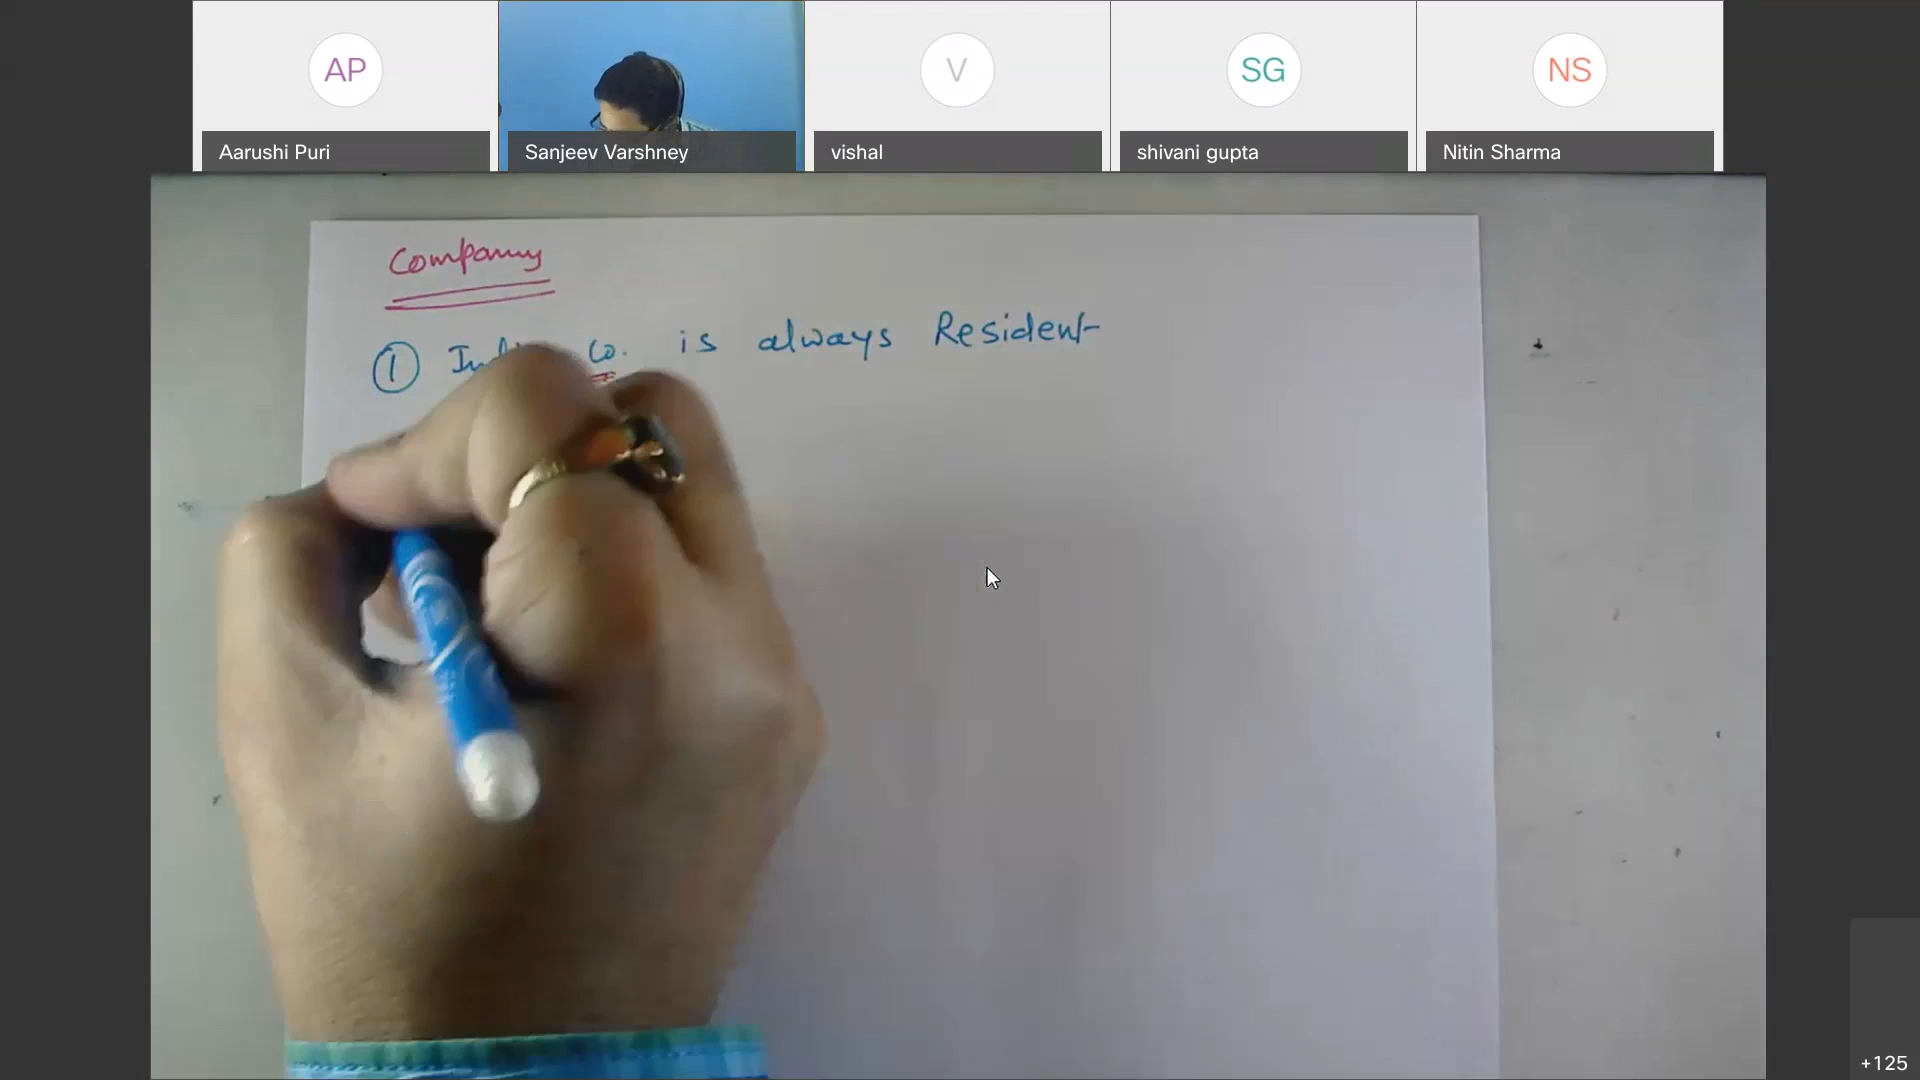 AP
V
SG
NS
Aarushi Puri
Sanjeev Varshney
vishal
shivani gupta
Nitin Sharma
Company
① Co. is always Resident
+125